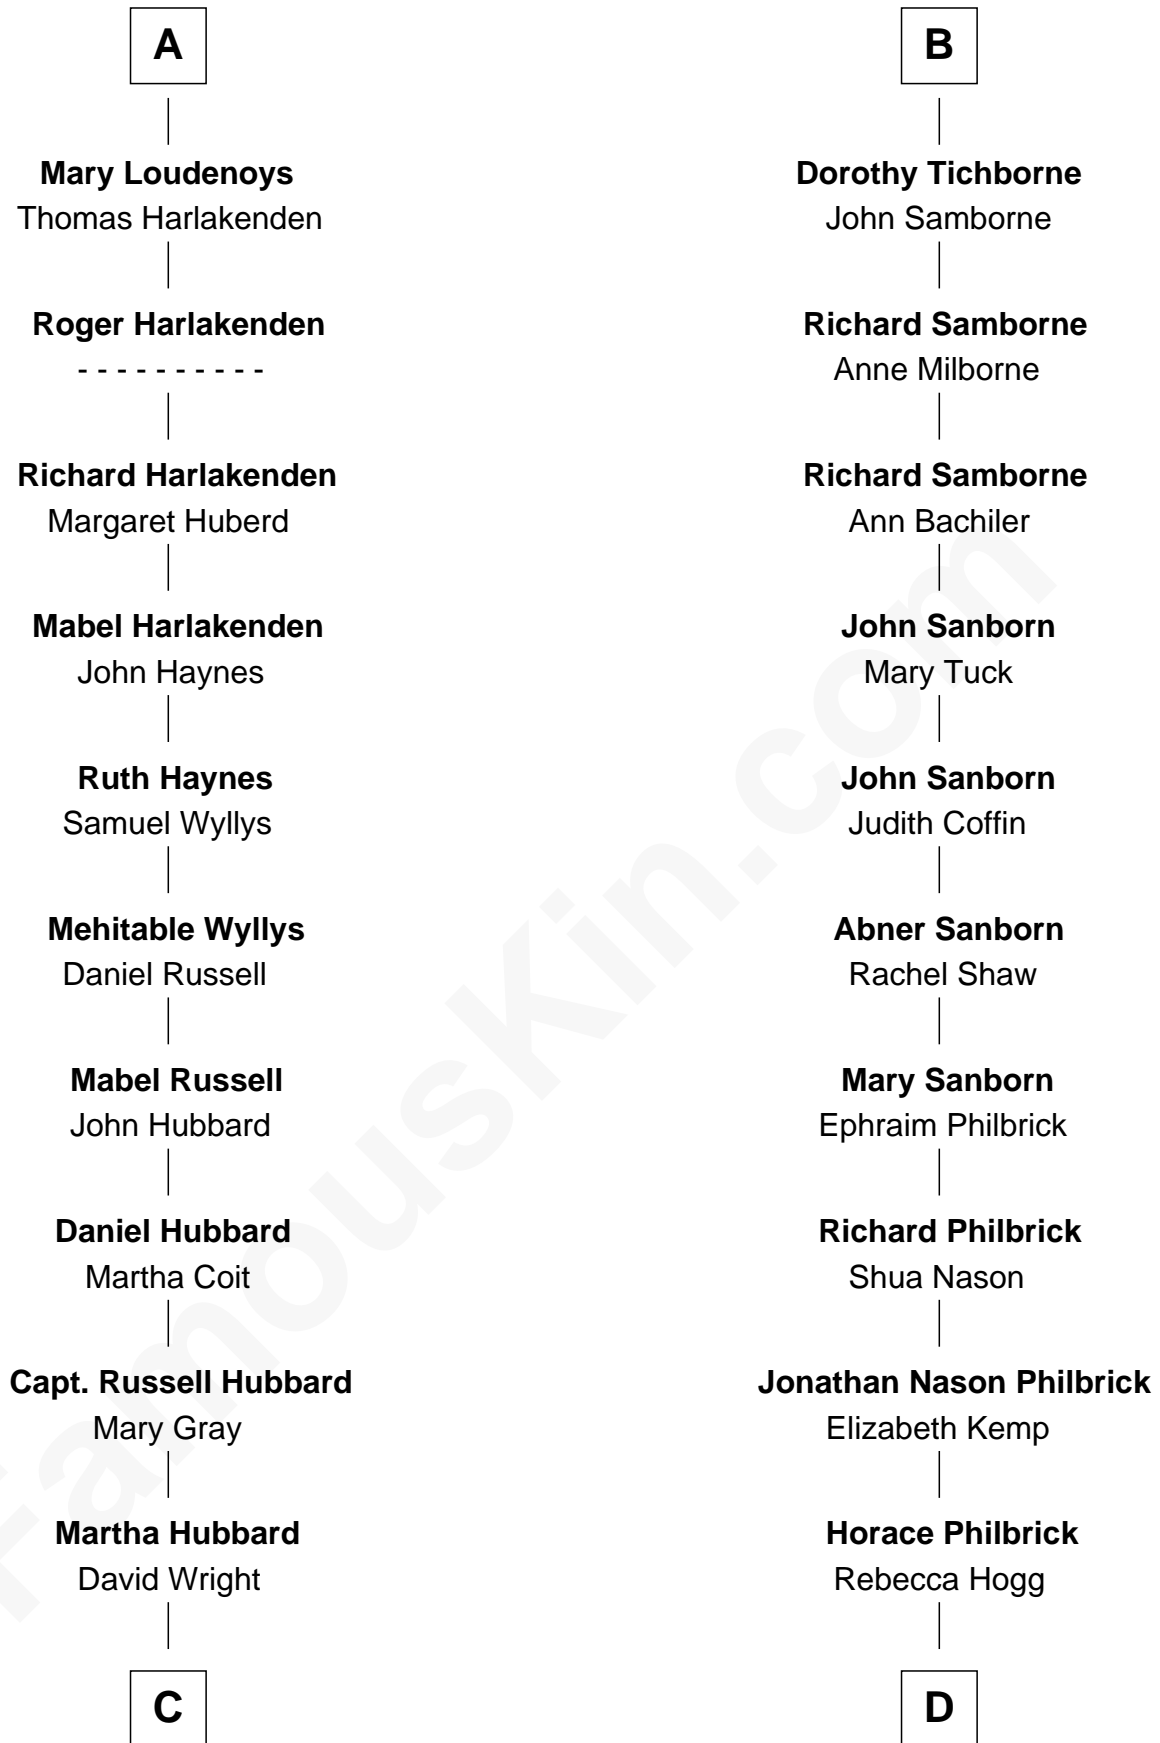 A
Mary Loudenoys
Thomas Harlakenden
Roger Harlakenden
- - - - - - - - - -
Richard Harlakenden
Margaret Huberd
Mabel Harlakenden
John Haynes
Ruth Haynes
Samuel Wyllys
Mehitable Wyllys
Daniel Russell
Mabel Russell
John Hubbard
Daniel Hubbard
Martha Coit
Capt. Russell Hubbard
Mary Gray
Martha Hubbard
David Wright
C
B
Dorothy Tichborne
John Samborne
Richard Samborne
Anne Milborne
Richard Samborne
Ann Bachiler
John Sanborn
Mary Tuck
John Sanborn
Judith Coffin
Abner Sanborn
Rachel Shaw
Mary Sanborn
Ephraim Philbrick
Richard Philbrick
Shua Nason
Jonathan Nason Philbrick
Elizabeth Kemp
Horace Philbrick
Rebecca Hogg
D
FamousKin.com